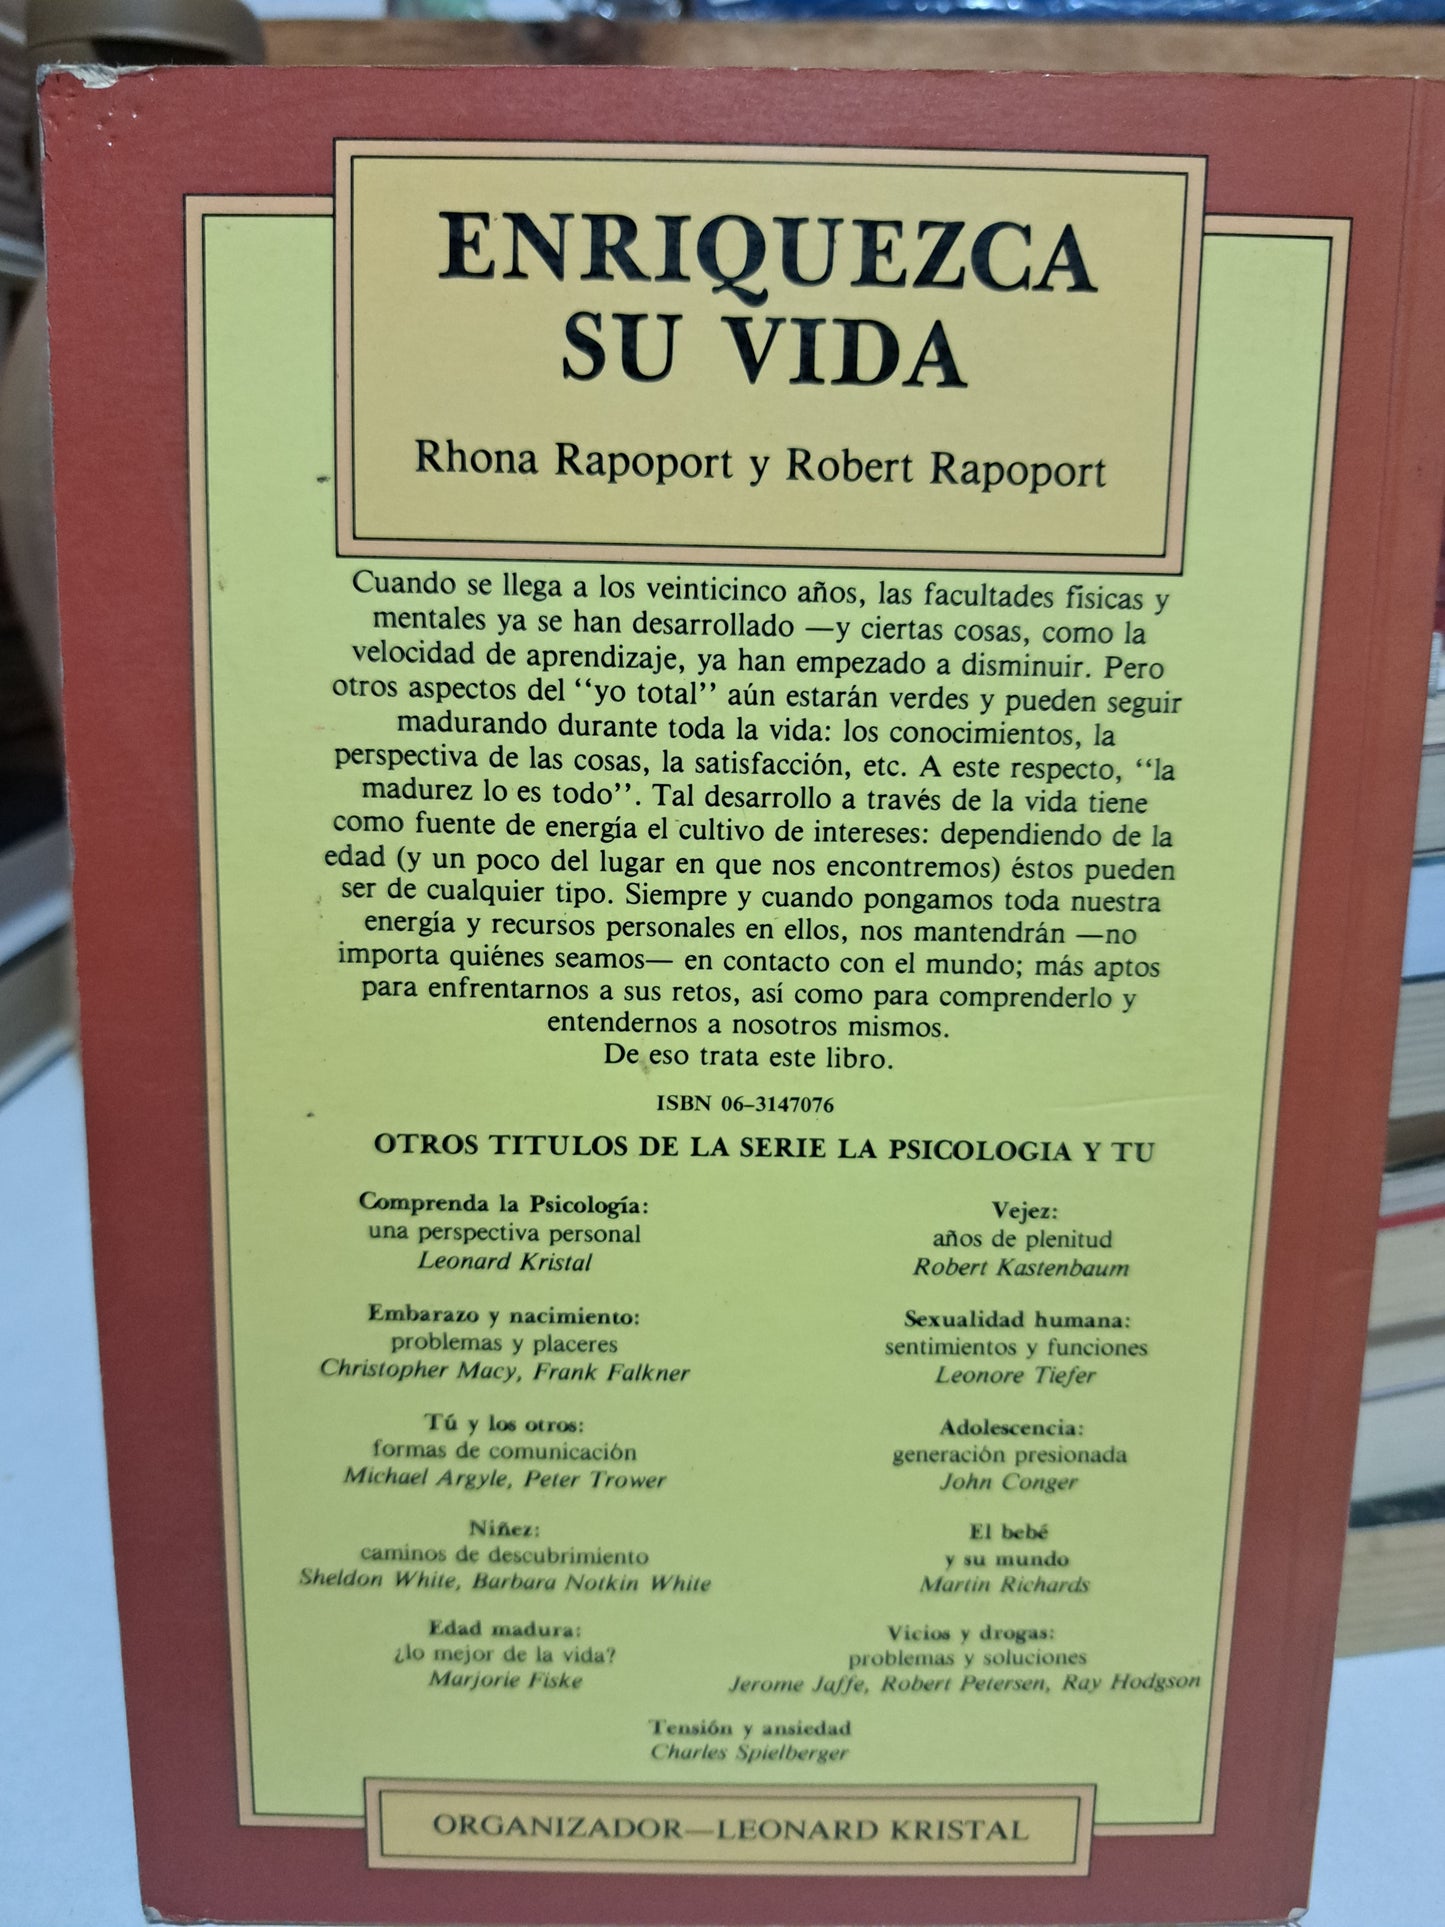 ENRIQUEZCA
SU VIDA
Rhona Rapoport y Robert Rapoport
Cuando se llega a los veinticinco años, las facultades físicas y
mentales ya se han desarrollado —y ciertas cosas, como la
velocidad de aprendizaje, ya han empezado a disminuir. Pero
otros aspectos del “yo total” aún estarán verdes y pueden seguir
madurando durante toda la vida: los conocimientos, la
perspectiva de las cosas, la satisfacción, etc. A este respecto, “la
madurez lo es todo”. Tal desarrollo a través de la vida tiene
como fuente de energía el cultivo de intereses: dependiendo de la
edad (y un poco del lugar en que nos encontremos) éstos pueden
ser de cualquier tipo. Siempre y cuando pongamos toda nuestra
energía y recursos personales en ellos, nos mantendrán —no
importa quiénes seamos— en contacto con el mundo; más aptos
para enfrentarnos a sus retos, así como para comprenderlo y
entendernos a nosotros mismos.
De eso trata este libro.
ISBN 06–3147076
OTROS TITULOS DE LA SERIE LA PSICOLOGIA Y TU
Comprenda la Psicología:
una perspectiva personal
Leonard Kristal
Embarazo y nacimiento:
problemas y placeres
Christopher Macy, Frank Falkner
Tú y los otros:
formas de comunicación
Michael Argyle, Peter Trower
Niñez:
caminos de descubrimiento
Sheldon White, Barbara Notkin White
Edad madura:
¿lo mejor de la vida?
Marjorie Fiske
Vejez:
años de plenitud
Robert Kastenbaum
Sexualidad humana:
sentimientos y funciones
Leonore Tiefer
Adolescencia:
generación presionada
John Conger
El bebé
y su mundo
Martin Richards
Vicios y drogas:
problemas y soluciones
Jerome Jaffe, Robert Petersen, Ray Hodgson
Tensión y ansiedad
Charles Spielberger
ORGANIZADOR—LEONARD KRISTAL